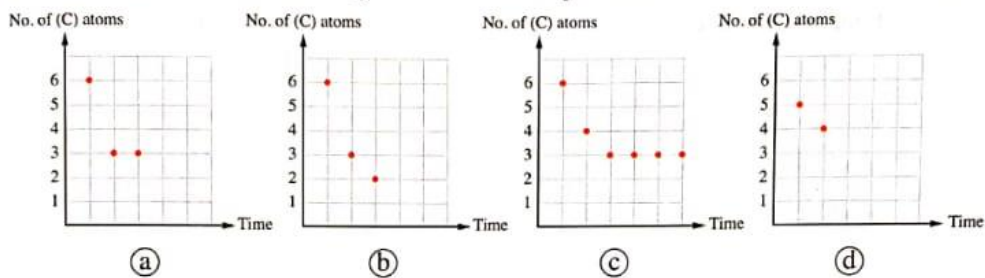 No. of (C) atoms No. of (C) atoms No. of (C) atoms No. of (C) atoms
6 6 6 6
5 5 5 5
4 4 4 4
3 3 3 3
2 2 2 2
1 1 1 1
Time Time Time Time
a b c d